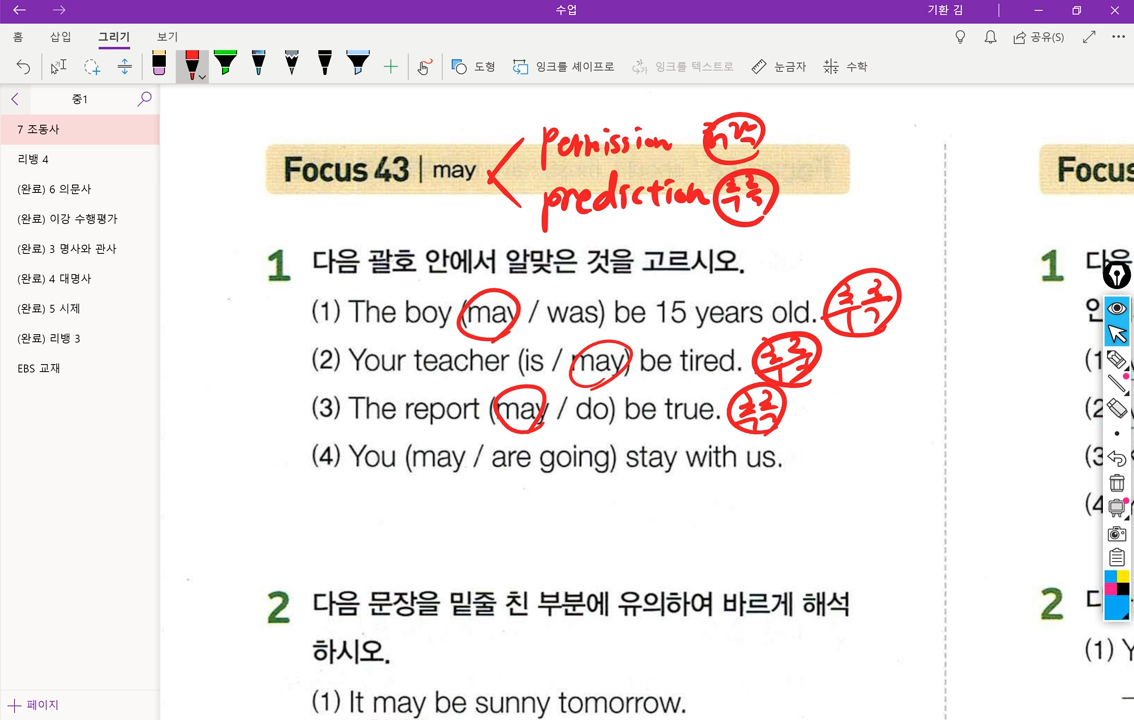 수업
기환 김
홈 삽입 그리기 보기
공유(S)
도형 잉크를 셰이프로 잉크를 텍스트로 눈금자 수학
중1
7 조동사
리뱅 4
(완료) 6 의문사
(완료) 이강 수행평가
(완료) 3 명사와 관사
(완료) 4 대명사
(완료) 5 시제
(완료) 리뱅 3
EBS 교재
페이지
permission 허락
Focus 43 | may
prediction 추측
1 다음 괄호 안에서 알맞은 것을 고르시오.
(1) The boy (may / was) be 15 years old. 추측
(2) Your teacher (is / may) be tired. 추측
(3) The report (may / do) be true. 추측
(4) You (may / are going) stay with us.
2 다음 문장을 밑줄 친 부분에 유의하여 바르게 해석
하시오.
(1) It may be sunny tomorrow.
Focus
1
2
(1) Y